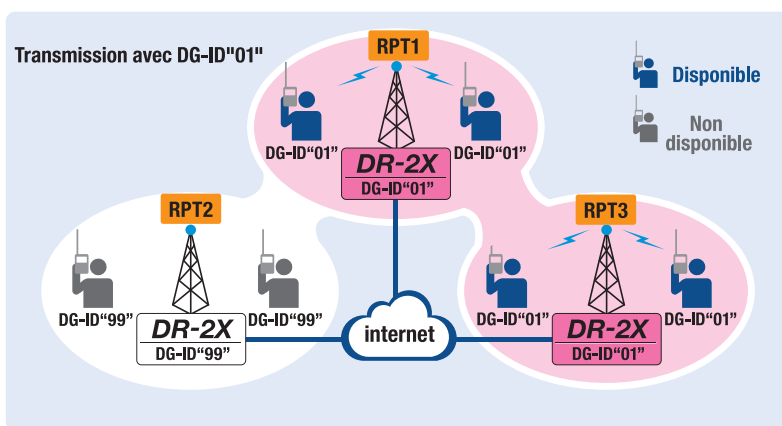 Transmission avec DG-ID"01"
RPT1
Disponible
Non
disponible
DG-ID“01”
DG-ID“01”
DR-2X
DG-ID“01”
RPT2
RPT3
DG-ID“99”
DG-ID“99”
DR-2X
DG-ID“99”
internet
DG-ID“01”
DG-ID“01”
DR-2X
DG-ID“01”